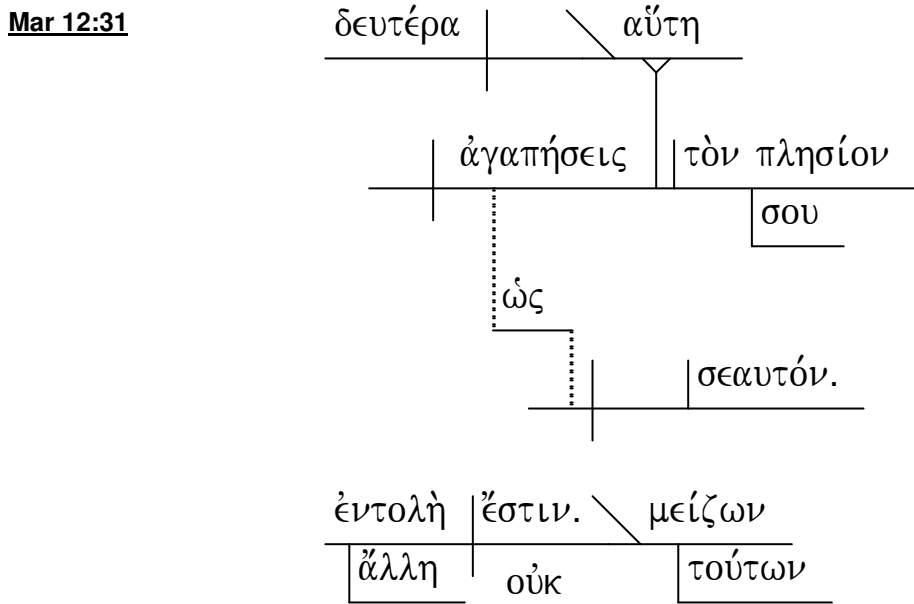 Mar 12:31
δευτέρα αὕτη
ἀγαπήσεις τὸν πλησίον
σου
ὡς
σεαυτόν.
ἐντολὴ ἔστιν. μείζων
ἄλλη οὐκ τούτων